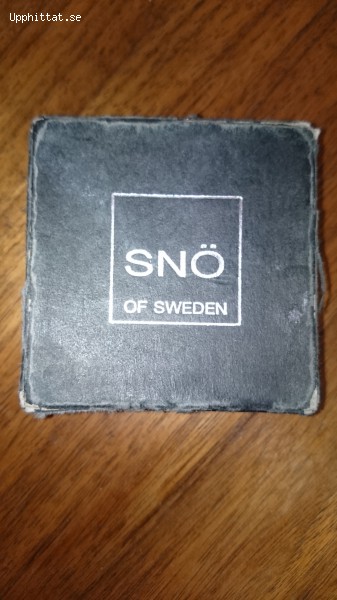 Upphittat.se
SNÖ
OF SWEDEN